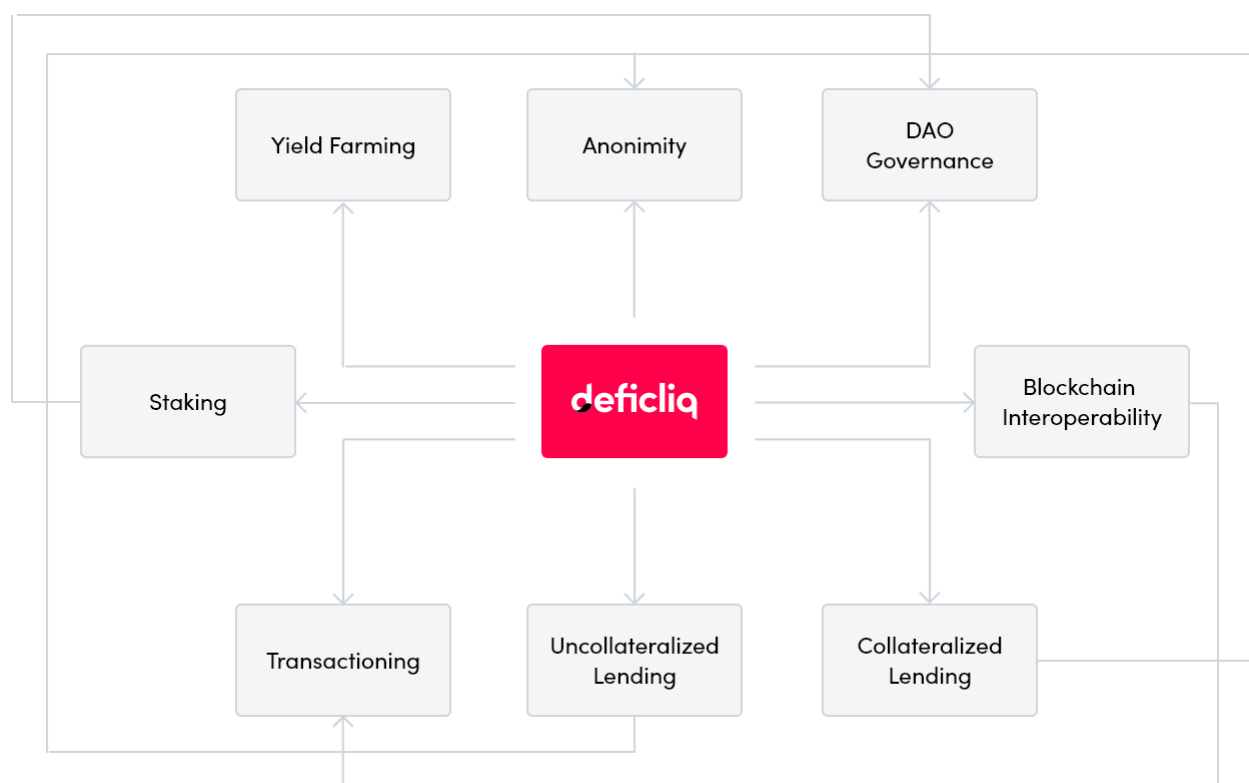 Yield Farming
Anonimity
DAO
Governance
Staking
deficliq
Blockchain
Interoperability
Transactioning
Uncollateralized
Lending
Collateralized
Lending